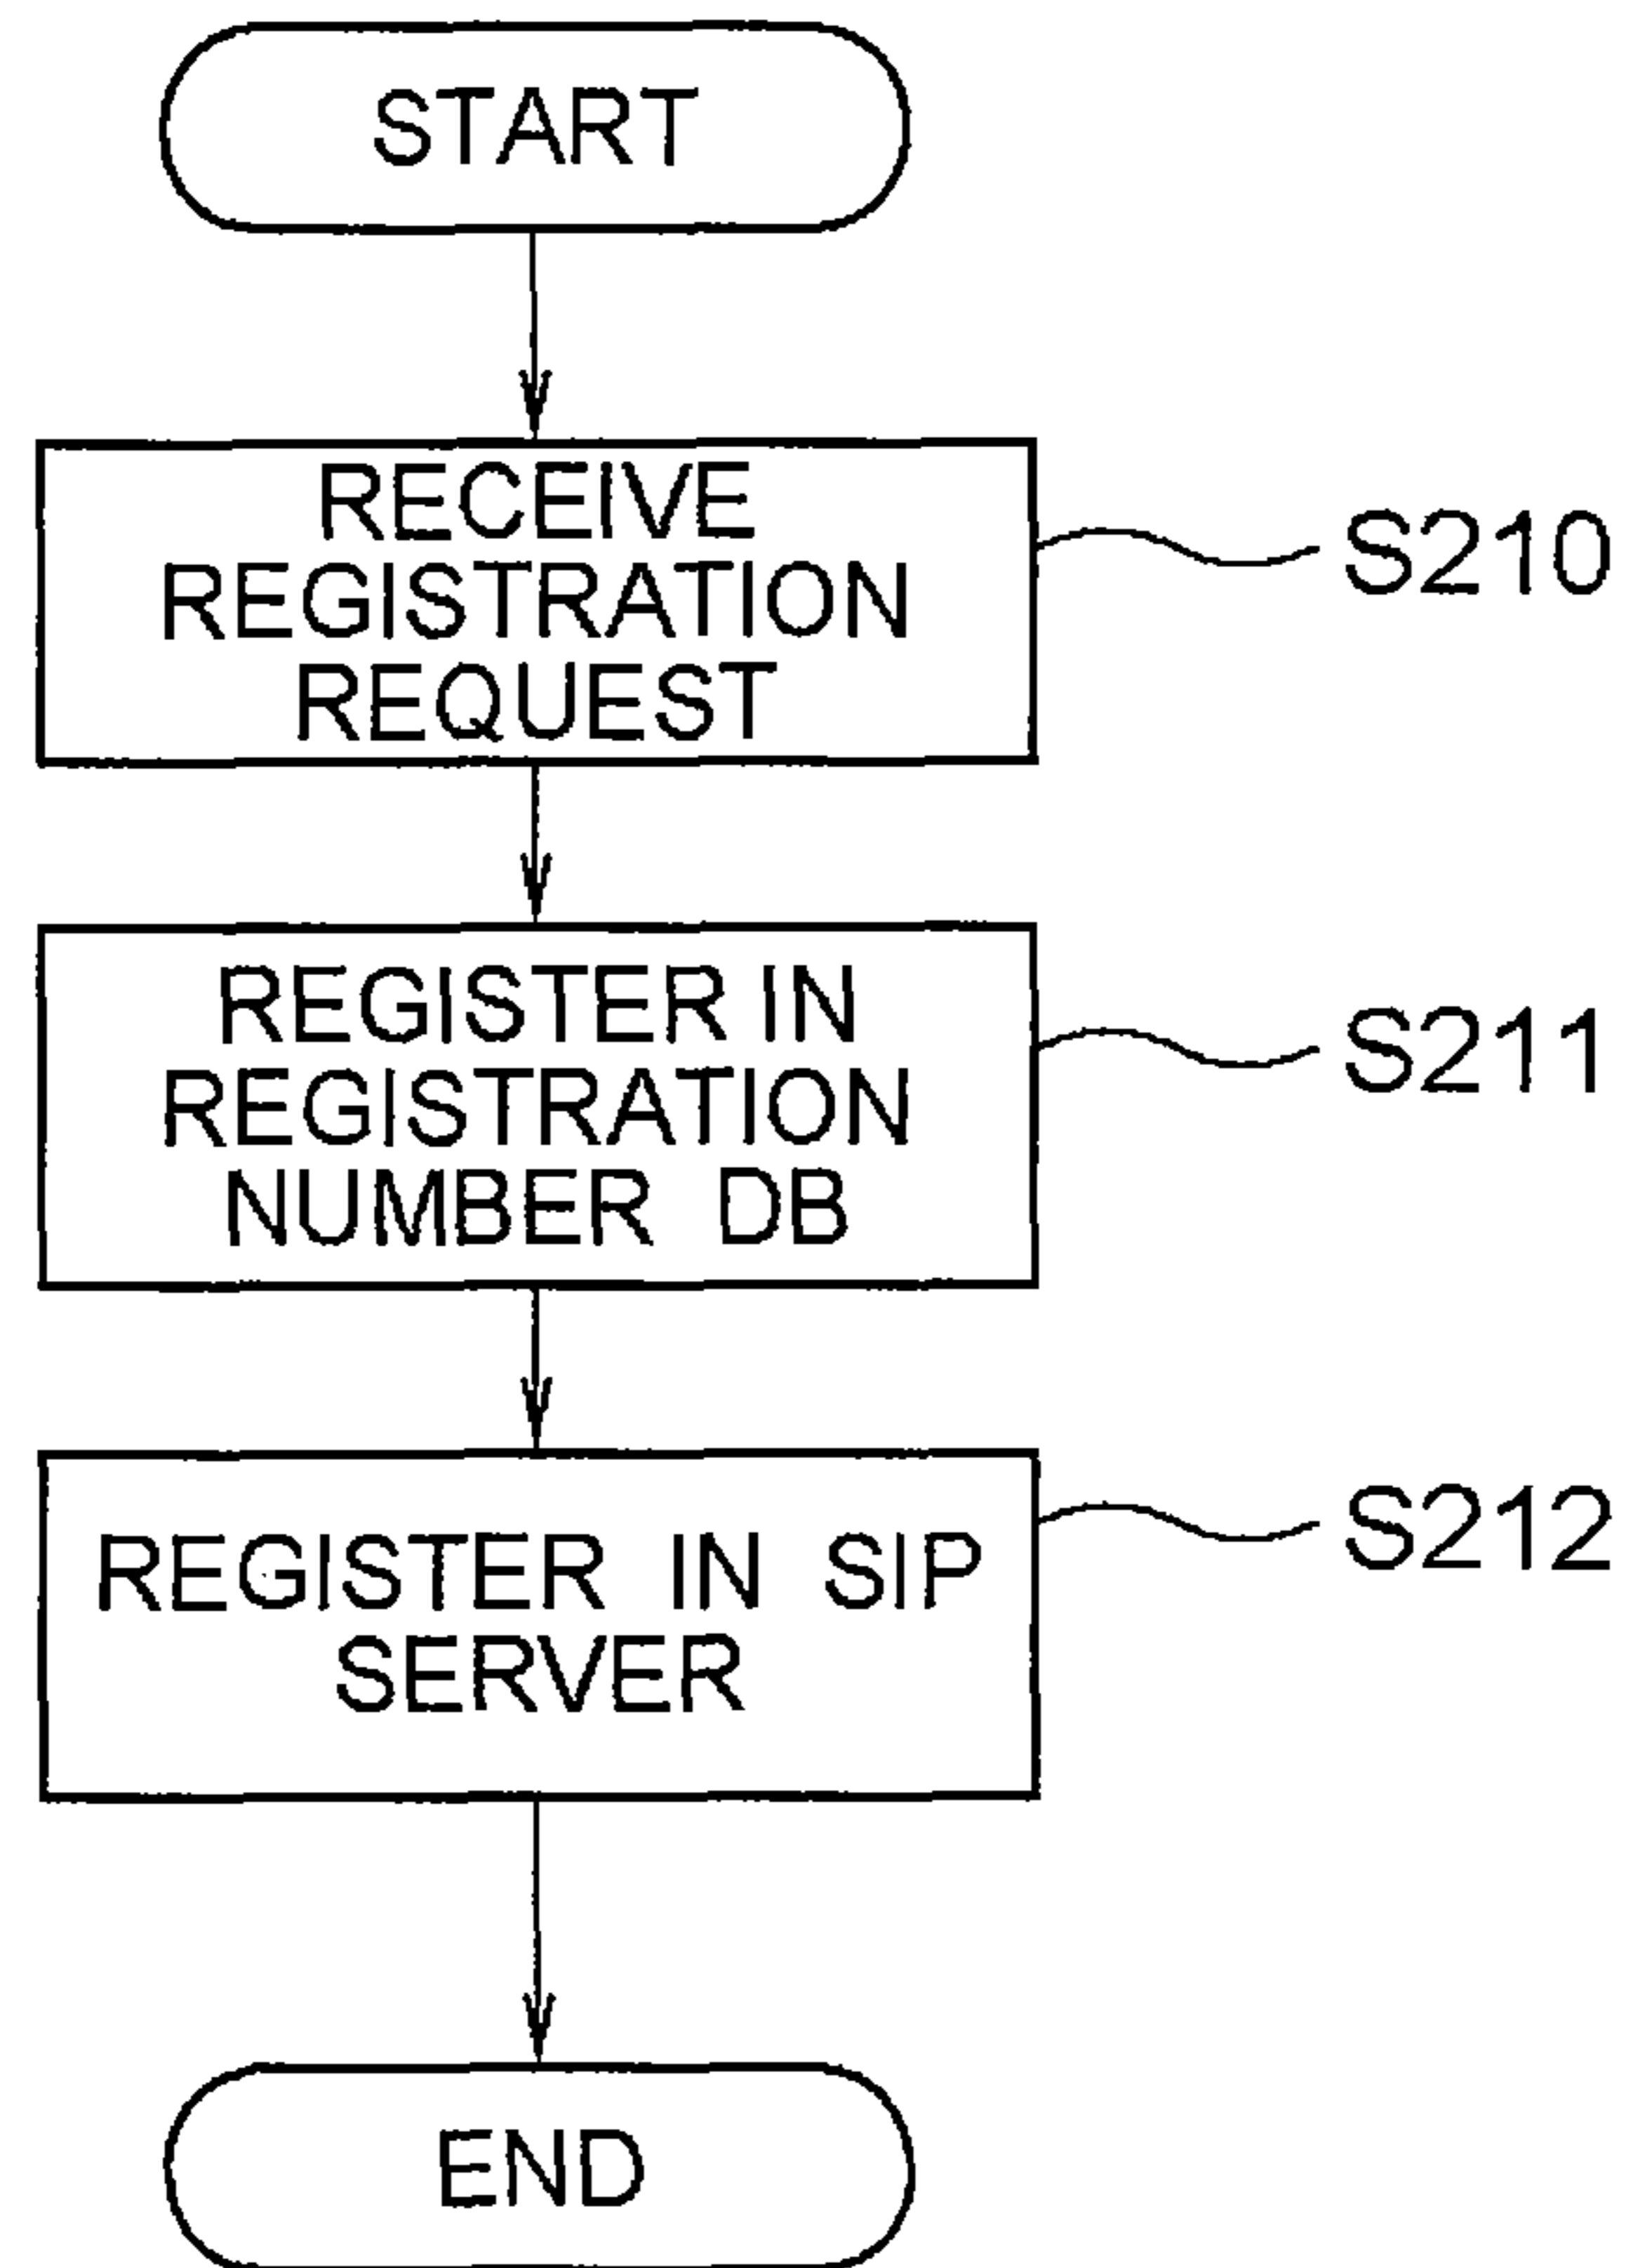 START
RECEIVE
REGISTRATION
REQUEST
S210
REGISTER IN
REGISTRATION
NUMBER DB
S211
REGISTER IN SIP
SERVER
S212
END